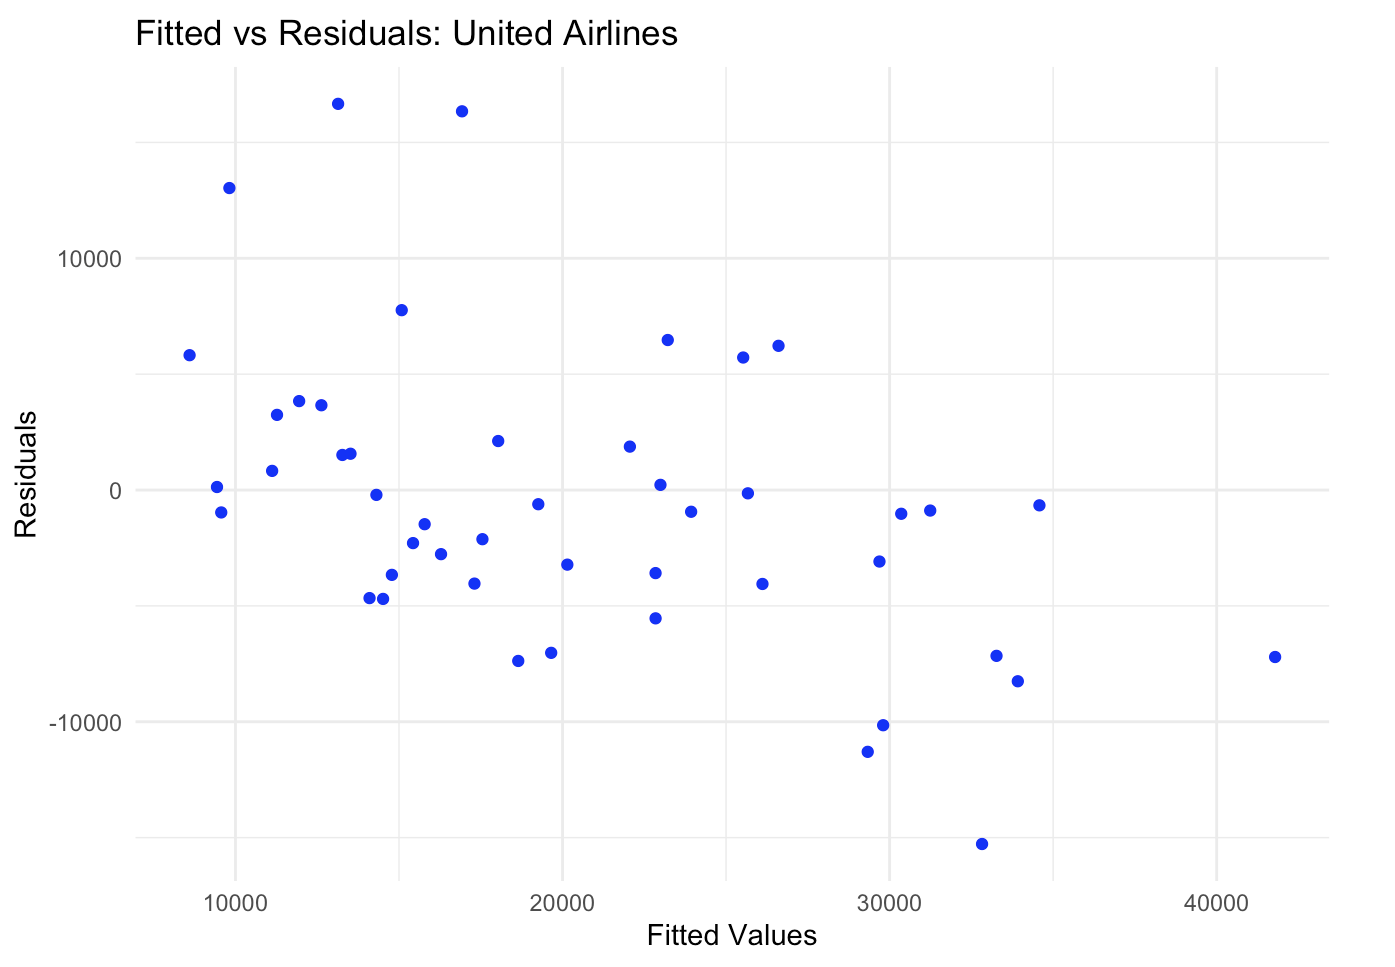 Fitted vs Residuals: United Airlines
10000
0
-10000
Residuals
10000 20000 30000 40000
Fitted Values